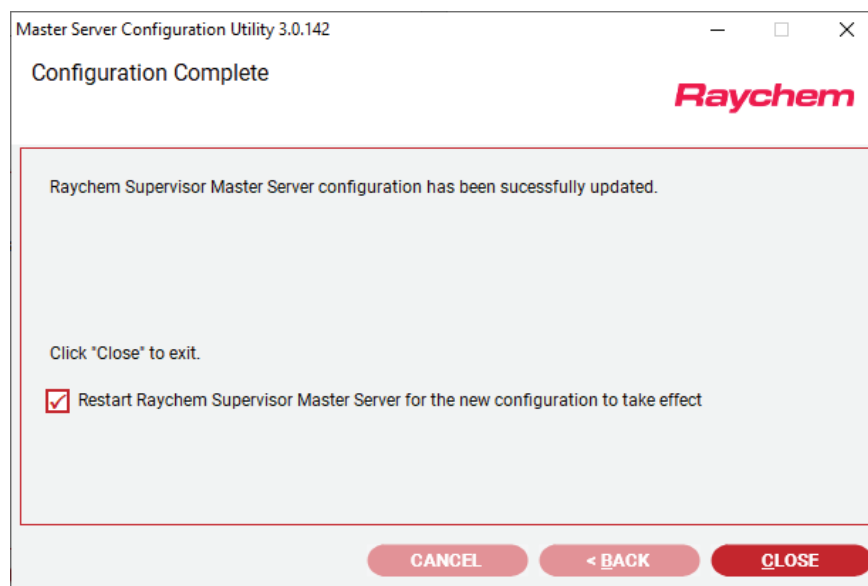 Master Server Configuration Utility 3.0.142
Configuration Complete
Raychem
Raychem Supervisor Master Server configuration has been sucessfully updated.
Click "Close" to exit.
Restart Raychem Supervisor Master Server for the new configuration to take effect
CANCEL
< BACK
CLOSE